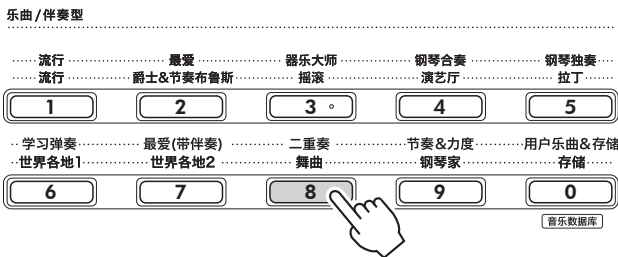 乐曲/伴奏型
流行 最爱 器乐大师 钢琴合奏 钢琴独奏
流行 爵士&节奏布鲁斯 摇滚 演艺厅 拉丁
1 2 3 4 5
学习弹奏 最爱(带伴奏) 二重奏 节奏&力度 用户乐曲&存储
世界各地1 世界各地2 舞曲 钢琴家 存储
6 7 8 9 0
音乐数据库